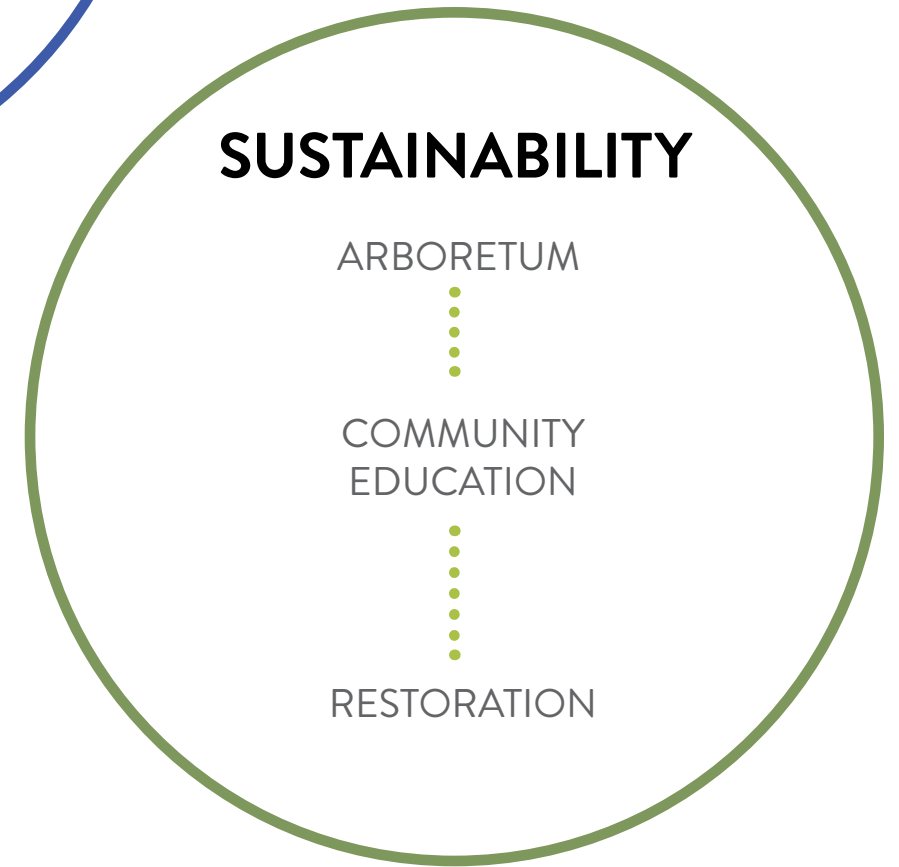 SUSTAINABILITY
ARBORETUM
COMMUNITY
EDUCATION
RESTORATION